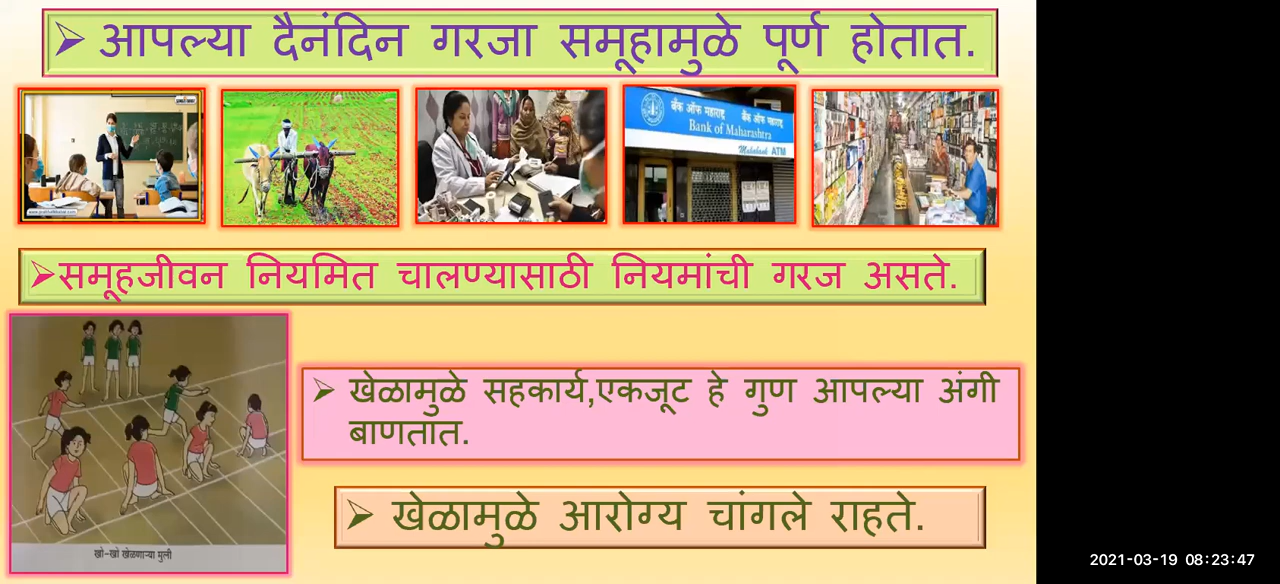 आपल्या दैनंदिन गरजा समूहामुळे पूर्ण होतात.
बँक ऑफ महाराष्ट्र
Bank of Maharashtra
Mahabank ATM
समूहजीवन नियमित चालण्यासाठी नियमांची गरज असते.
खेळामुळे सहकार्य,एकजूट हे गुण आपल्या अंगी
बाणतात.
खेळामुळे आरोग्य चांगले राहते.
खो-खो खेळणाऱ्या मुली
2021-03-19 08:23:47